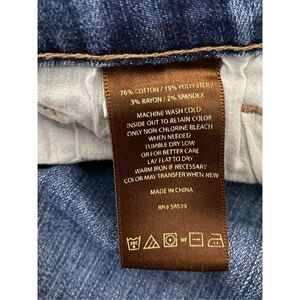 76% COTTON / 19% POLYESTER /
3% RAYON / 2% SPANDEX
MACHINE WASH COLD
INSIDE OUT TO RETAIN COLOR
ONLY NON-CHLORINE BLEACH
WHEN NEEDED
TUMBLE DRY LOW
OR FOR BETTER CARE
LAY FLAT TO DRY
WARM IRON IF NECESSARY
COLOR MAY TRANSFER WHEN NEW
MADE IN CHINA
RN# 58529
or